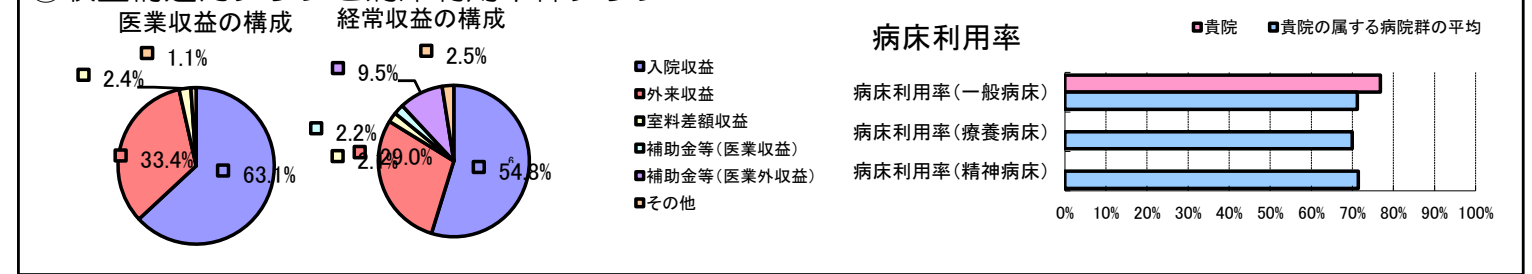 医業収益の構成
経常収益の構成
1.1%
2.4%
33.4%
63.1%
2.5%
9.5%
2.2%
29.0%
54.8%
入院収益
外来収益
室料差額収益
補助金等(医業収益)
補助金等(医業外収益)
その他
病床利用率
貴院
貴院の属する病院群の平均
病床利用率(一般病床)
病床利用率(療養病床)
病床利用率(精神病床)
0% 10% 20% 30% 40% 50% 60% 70% 80% 90% 100%